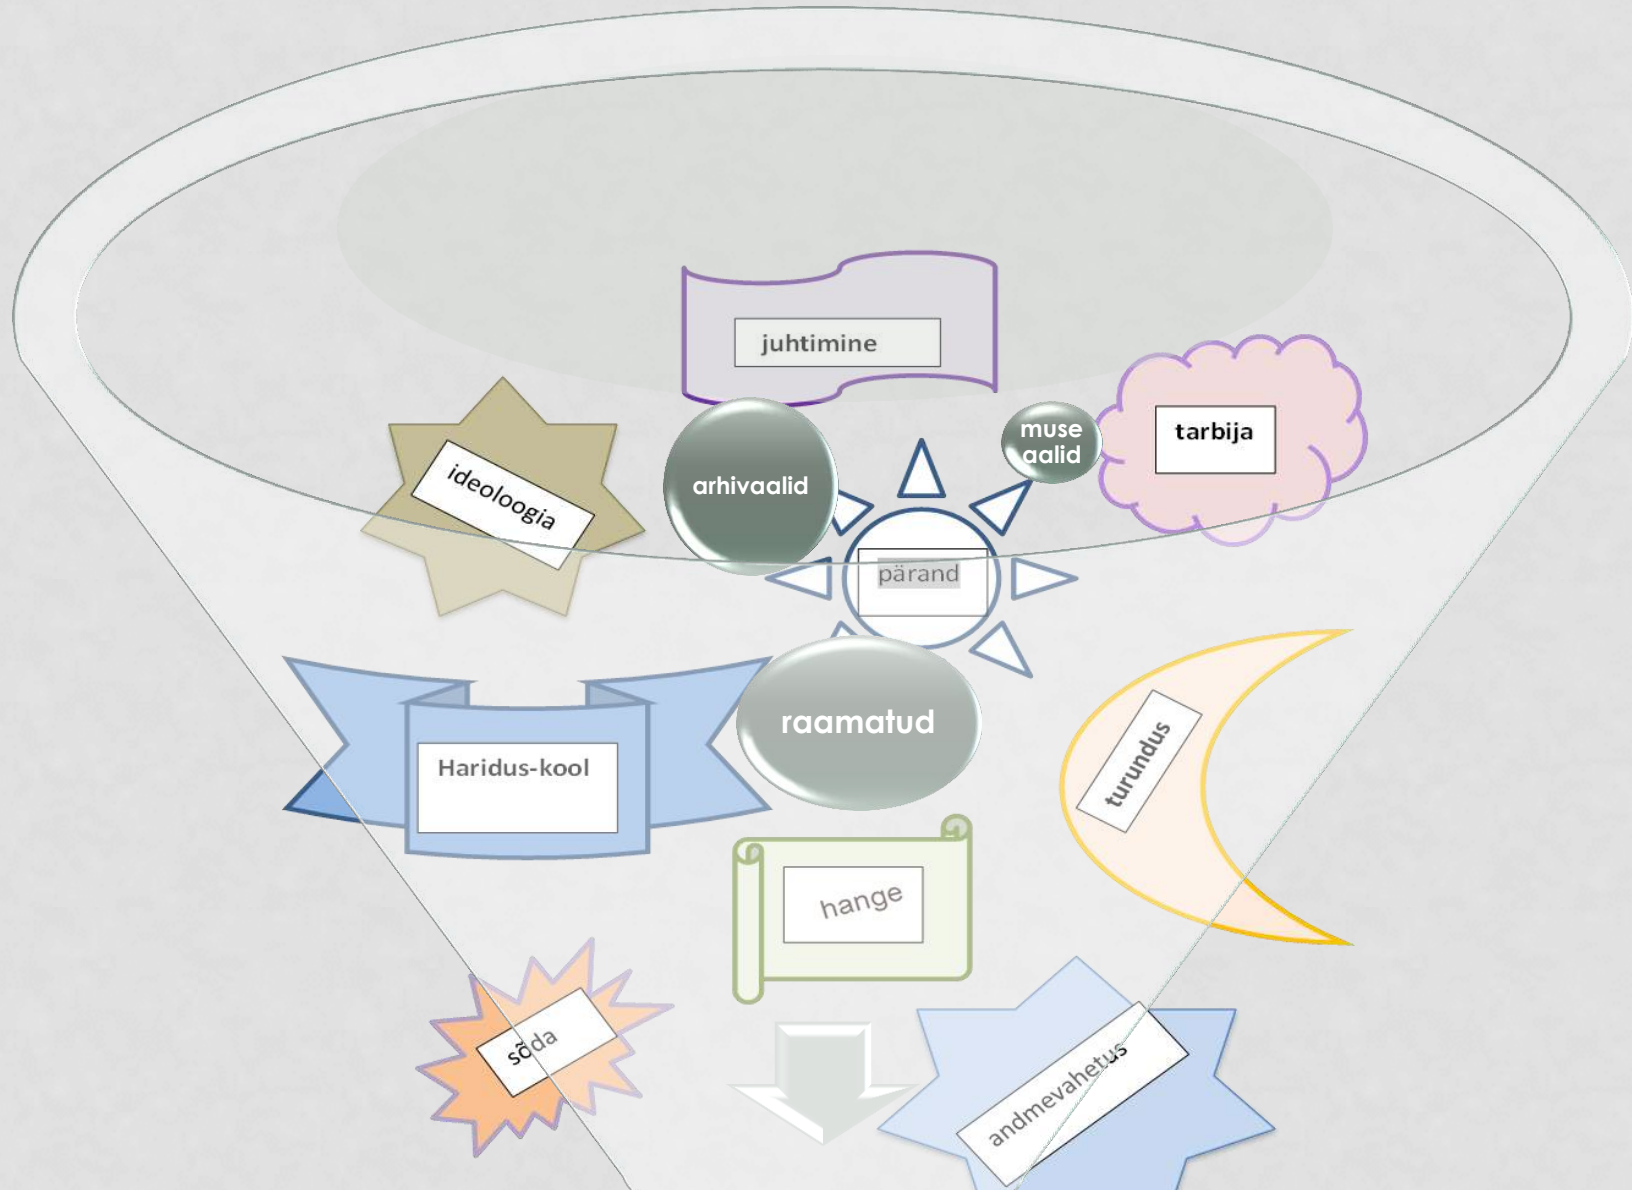 juhtimine
muse
aalid
tarbija
ideoloogia
arhivaalid
pärand
raamatud
turundus
Haridus-kool
hange
sõda
andmevahetus